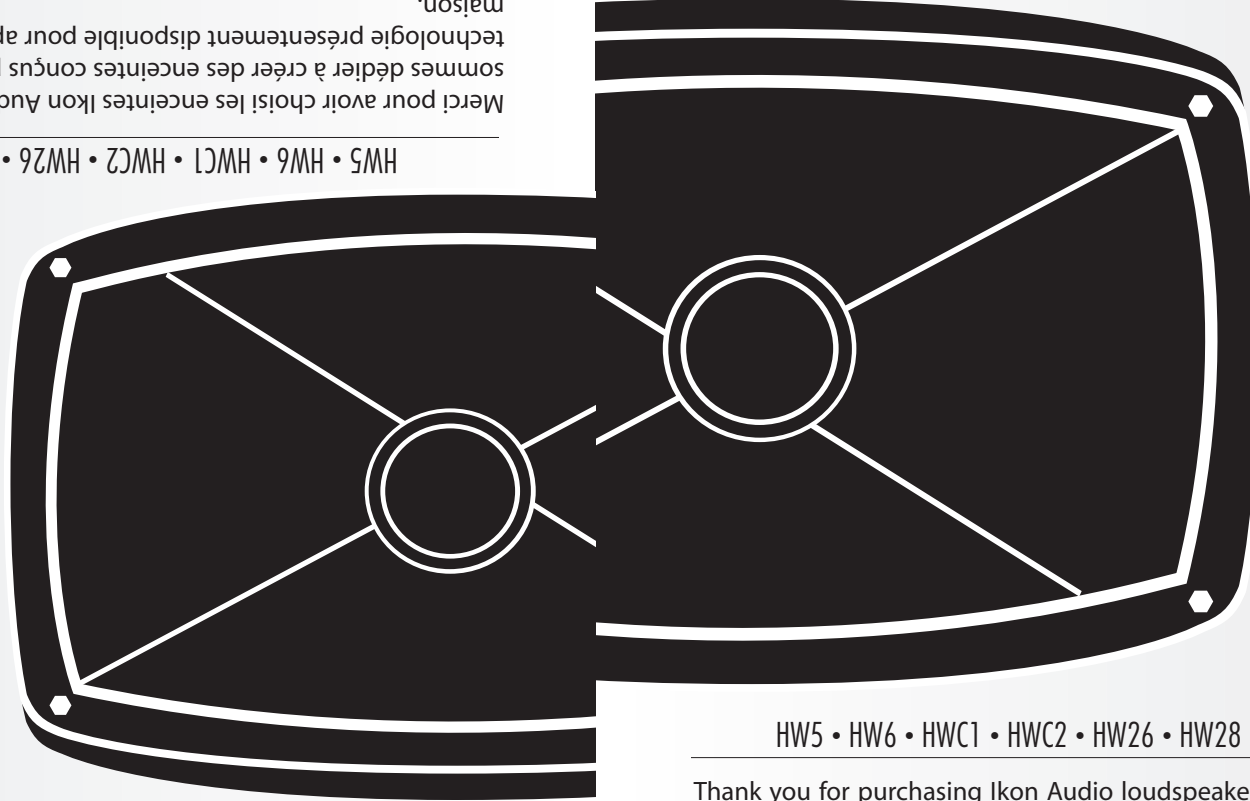 HW5 • HW6 • HWC1 • HWC2 • HW26 •
Merci pour avoir choisi les enceintes Ikon
sommes dédier à créer des enceintes conçus
technologie présentement disponible pour
maison.
HW5 • HW6 • HWC1 • HWC2 • HW26 • HW28
Thank you for purchasing Ikon Audio